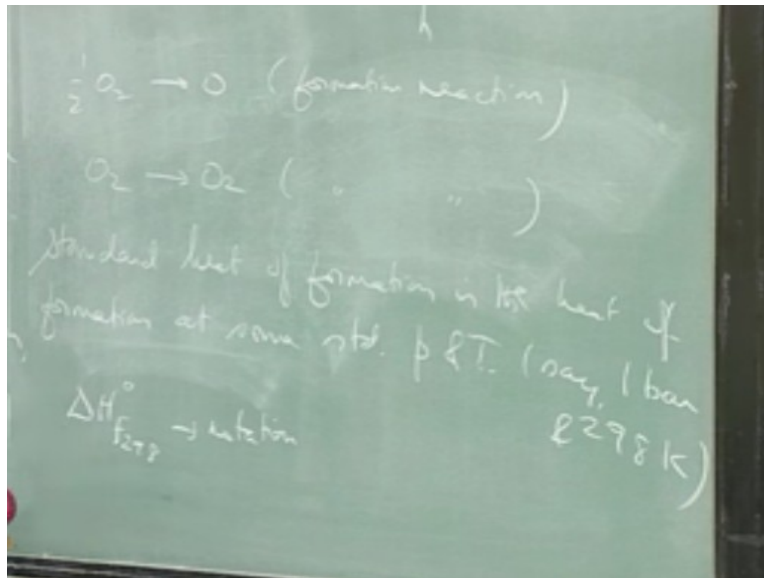 h
½ O₂ → O (formation reaction)
O₂ → O₂ ( " " )
Standard heat of formation is the heat of
formation at some std. p & T. (say, 1 bar
& 298 K)
ΔH°f298 → notation